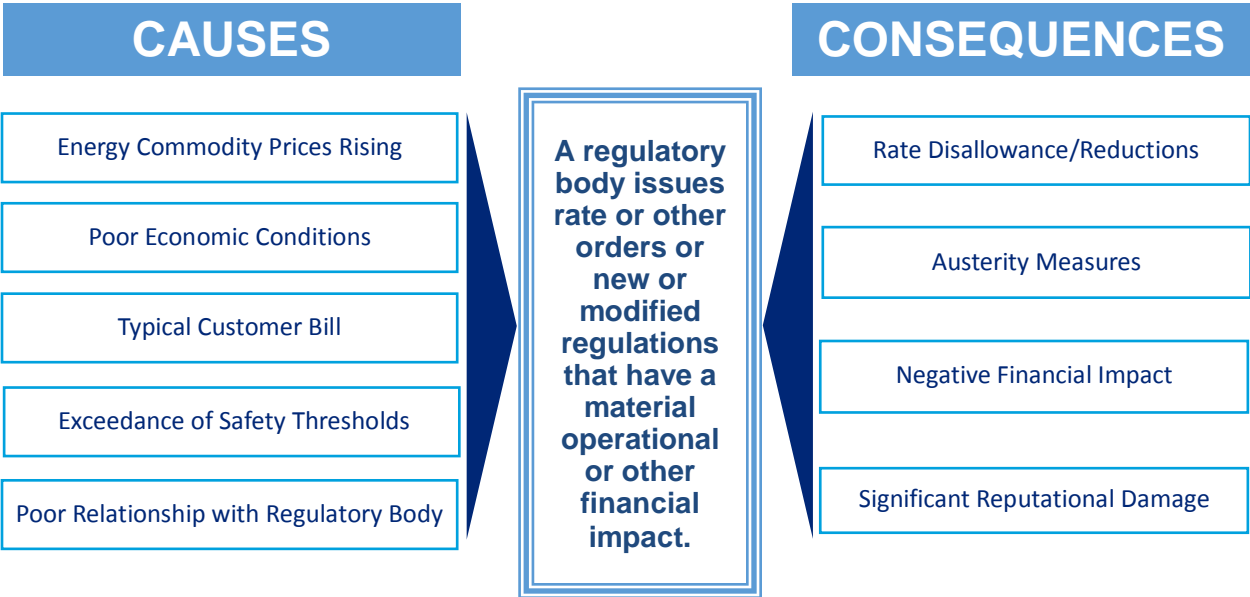 CAUSES
Energy Commodity Prices Rising
Poor Economic Conditions
Typical Customer Bill
Exceedance of Safety Thresholds
Poor Relationship with Regulatory Body
A regulatory
body issues
rate or other
orders or
new or
modified
regulations
that have a
material
operational
or other
financial
impact.
CONSEQUENCES
Rate Disallowance/Reductions
Austerity Measures
Negative Financial Impact
Significant Reputational Damage